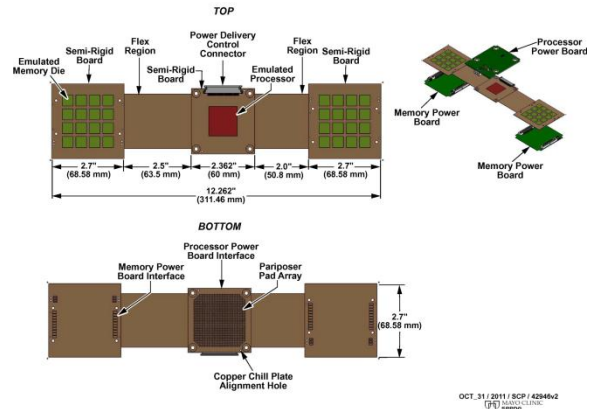 TOP
Emulated
Memory Die
Semi-Rigid
Board
Flex
Region
Semi-Rigid
Board
Power Delivery
Control
Connector
Emulated
Processor
Flex
Region
Semi-Rigid
Board
2.7"
(68.58 mm)
2.5"
(63.5 mm)
2.362"
(60 mm)
2.0"
(50.8 mm)
2.7"
(68.58 mm)
12.262"
(311.46 mm)
Processor
Power Board
Memory Power
Board
Memory Power
Board
BOTTOM
Memory Power
Board Interface
Processor Power
Board Interface
Pariposer
Pad Array
2.7"
(68.58 mm)
Copper Chill Plate
Alignment Hole
OCT_31 / 2011 / SCP / 42946v2
MAYO CLINIC
SPPDG